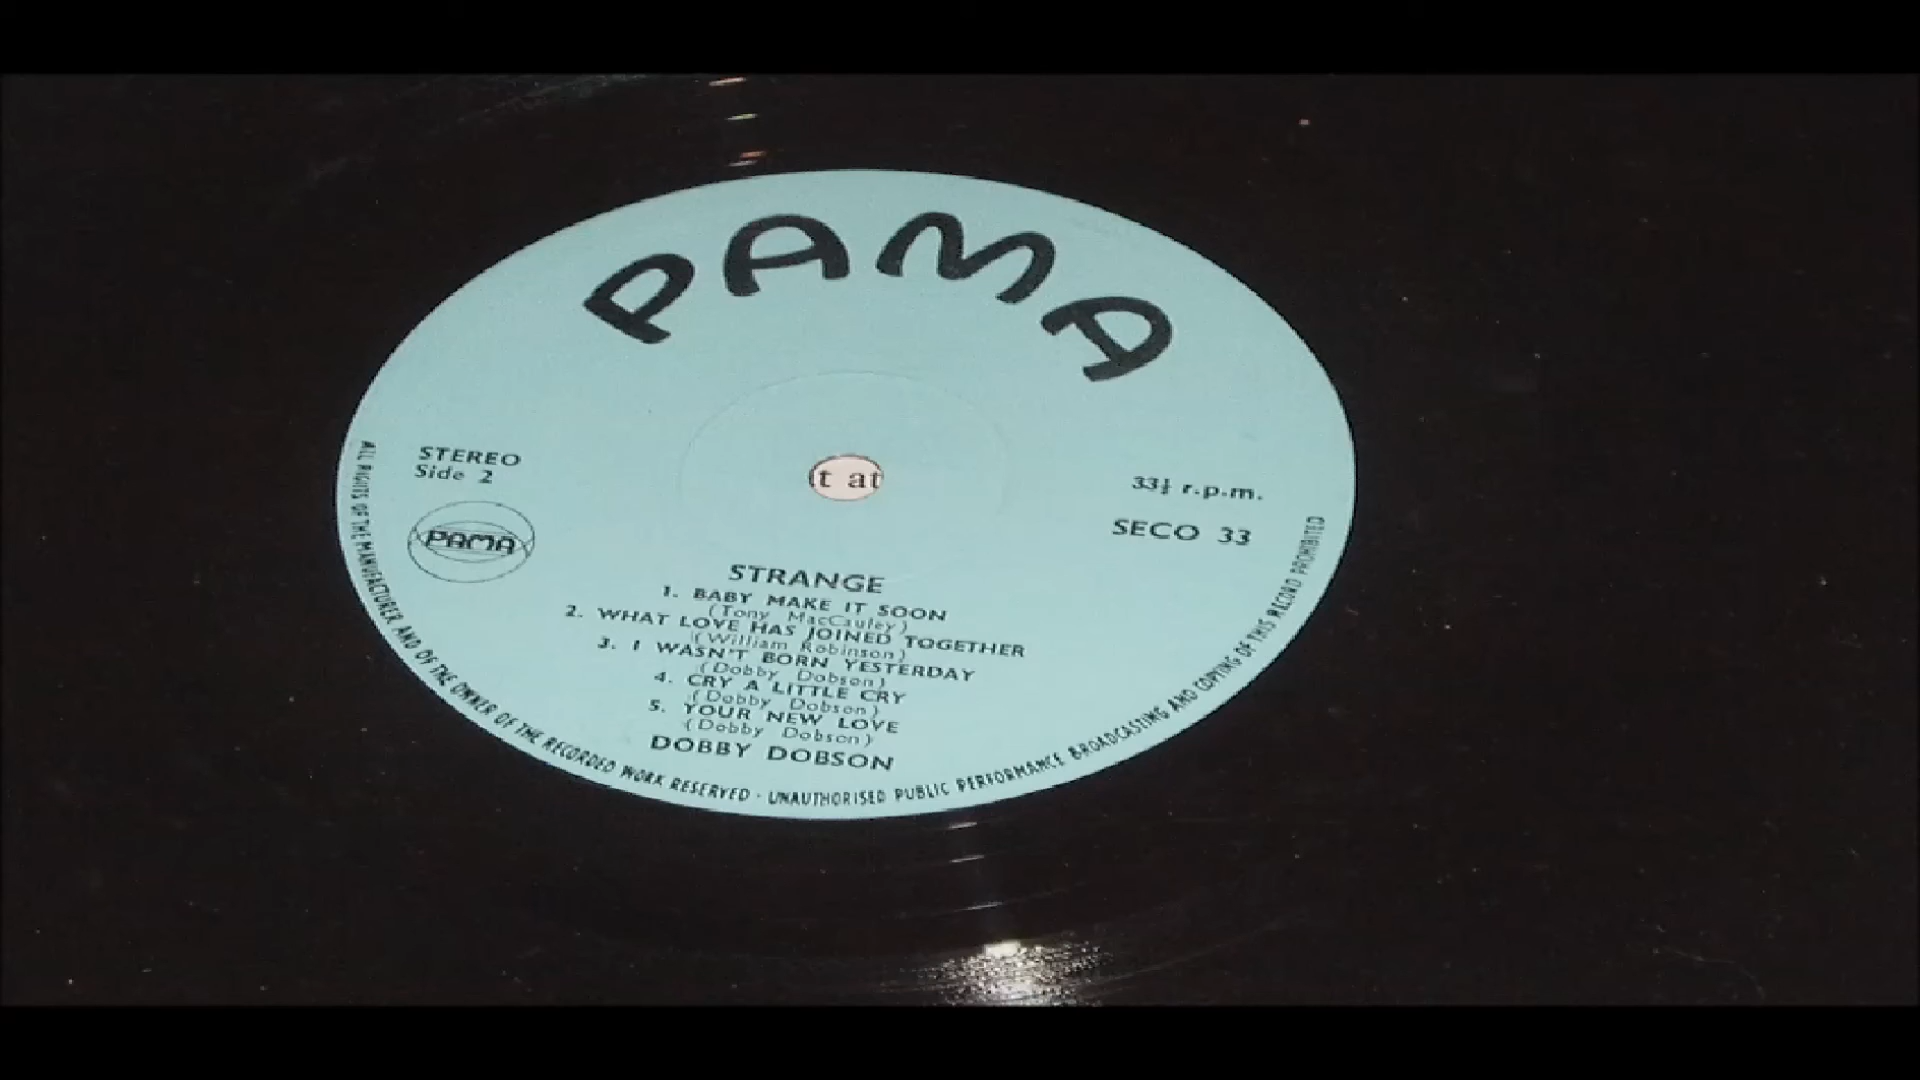 PAMA
STEREO
Side 2
PAMA
t at
33⅓ r.p.m.
SECO 33
STRANGE
1. BABY MAKE IT SOON
(Tony MacCauley)
2. WHAT LOVE HAS JOINED TOGETHER
(William Robinson)
3. I WASN'T BORN YESTERDAY
(Dobby Dobson)
4. CRY A LITTLE CRY
(Dobby Dobson)
5. YOUR NEW LOVE
(Dobby Dobson)
DOBBY DOBSON
ALL RIGHTS OF THE MANUFACTURER AND OF THE OWNER OF THE RECORDED WORK RESERVED · UNAUTHORISED PUBLIC PERFORMANCE BROADCASTING AND COPYING OF THIS RECORD PROHIBITED